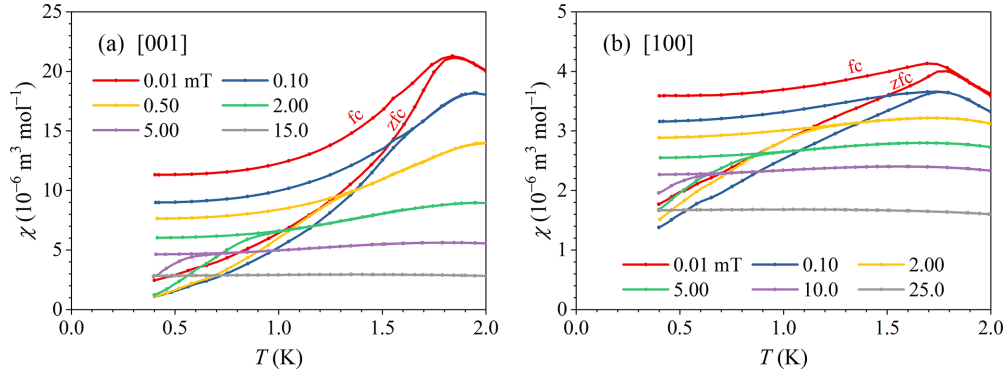 25
20
15
10
5
0
χ (10⁻⁶ m³ mol⁻¹)
(a) [001]
0.01 mT
0.10
0.50
2.00
5.00
15.0
fc
zfc
0.0
0.5
1.0
1.5
2.0
T (K)
5
4
3
2
1
0
χ (10⁻⁶ m³ mol⁻¹)
(b) [100]
fc
zfc
0.01 mT
0.10
2.00
5.00
10.0
25.0
0.0
0.5
1.0
1.5
2.0
T (K)